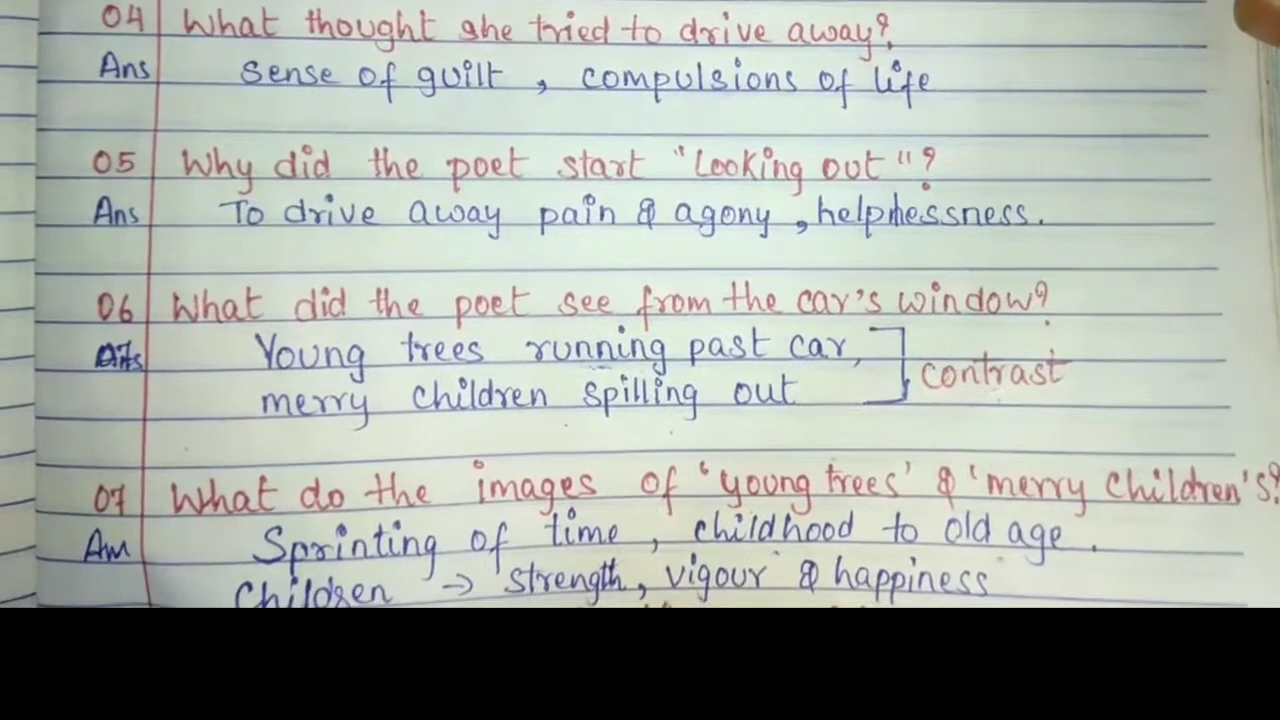 04 What thought she tried to drive away?
Ans Sense of guilt, compulsions of life
05 Why did the poet start "Looking out"?
Ans To drive away pain & agony, helplessness.
06 What did the poet see from the car's window?
Ans Young trees running past car,
merry children spilling out
contrast
07 What do the images of 'young trees' & 'merry children's?
Ans Sprinting of time, childhood to old age.
Children → strength, vigour & happiness